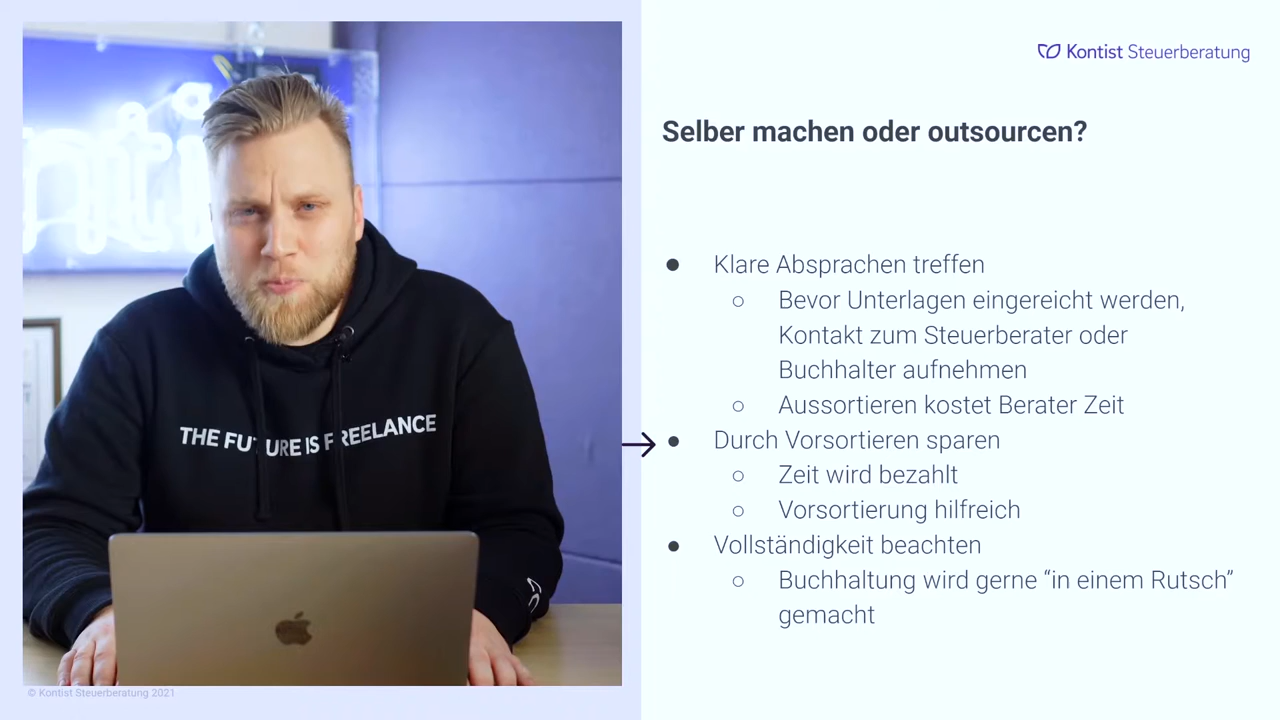 Kontist Steuerberatung
Selber machen oder outsourcen?
● Klare Absprachen treffen
○ Bevor Unterlagen eingereicht werden,
Kontakt zum Steuerberater oder
Buchhalter aufnehmen
○ Aussortieren kostet Berater Zeit
● Durch Vorsortieren sparen
○ Zeit wird bezahlt
○ Vorsortierung hilfreich
● Vollständigkeit beachten
○ Buchhaltung wird gerne “in einem Rutsch”
gemacht
THE FUTURE IS FREELANCE
© Kontist Steuerberatung 2021